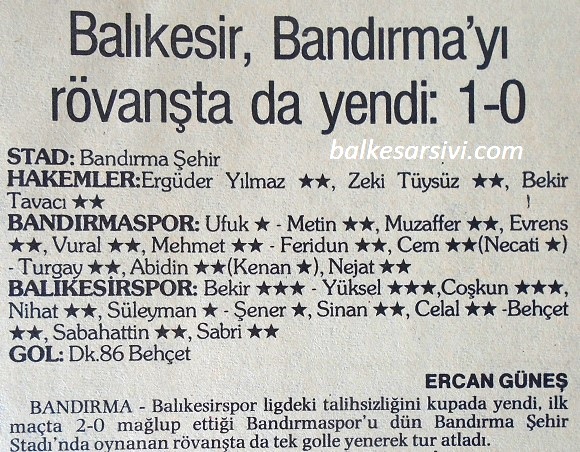 Balıkesir, Bandırma'yı
rövanşta da yendi: 1-0
balkesarsivi.com
STAD: Bandırma Şehir
HAKEMLER:Ergüder Yılmaz ★★, Zeki Tüysüz ★★, Bekir
Tavacı ★★
BANDIRMASPOR: Ufuk ★ - Metin ★★, Muzaffer ★★, Evrens
★★, Vural ★★, Mehmet ★★ - Feridun ★★, Cem ★★(Necati ★)
- Turgay ★★, Abidin ★★(Kenan ★), Nejat ★★
BALIKESİRSPOR: Bekir ★★★ - Yüksel ★★★,Coşkun ★★★,
Nihat ★★, Süleyman ★ - Şener ★, Sinan ★★, Celal ★★ -Behçet
★★, Sabahattin ★★, Sabri ★★
GOL: Dk.86 Behçet
ERCAN GÜNEŞ
BANDIRMA - Balıkesirspor ligdeki talihsizliğini kupada yendi, ilk
maçta 2-0 mağlup ettiği Bandırmaspor'u dün Bandırma Şehir
Stadı'nda oynanan rövanşta da tek golle yenerek tur atladı.